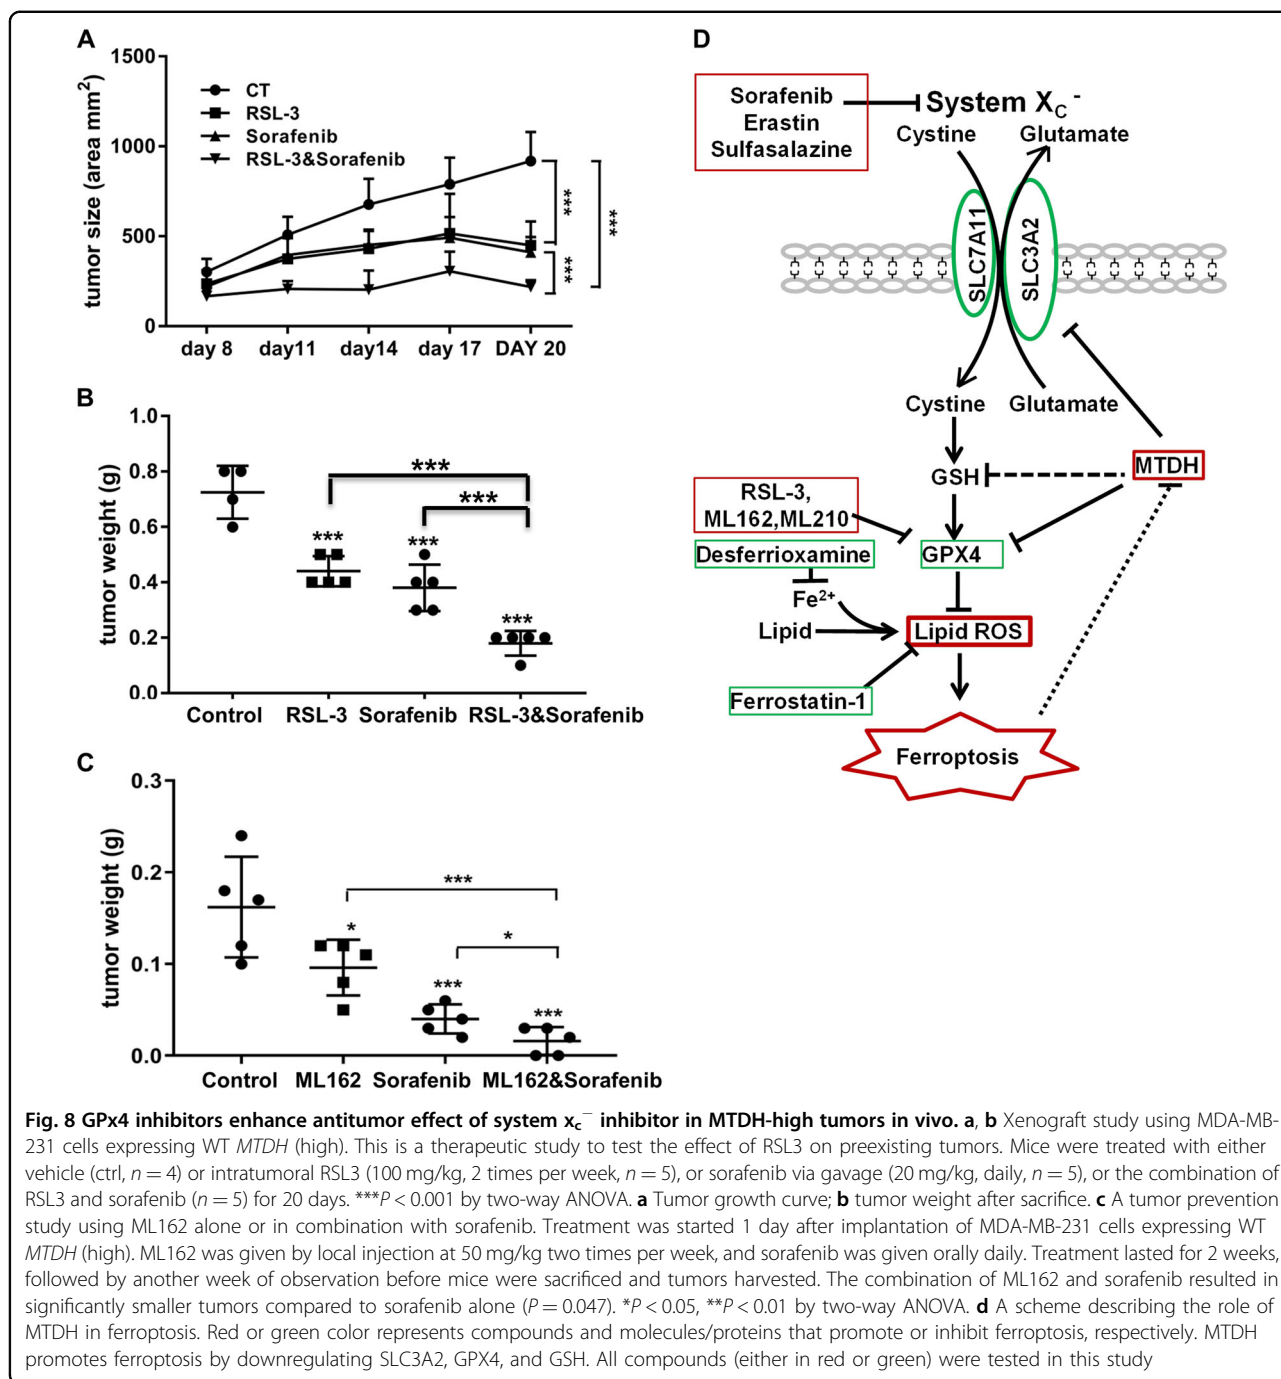 A
1500
1000
500
0
tumor size (area mm²)
CT
RSL-3
Sorafenib
RSL-3&Sorafenib
***
***
***
day 8 day11 day14 day 17 DAY 20
B
1.0
0.8
0.6
0.4
0.2
0.0
tumor weight (g)
***
***
***
***
***
Control RSL-3 Sorafenib RSL-3&Sorafenib
C
0.3
0.2
0.1
0.0
tumor weight (g)
***
*
*
***
***
Control ML162 Sorafenib ML162&Sorafenib
D
Sorafenib
Erastin
Sulfasalazine
System X_C⁻
Cystine Glutamate
SLC7A11
SLC3A2
Cystine Glutamate
GSH
MTDH
RSL-3,
ML162,ML210
Desferrioxamine
GPX4
Fe²⁺
Lipid
Lipid ROS
Ferrostatin-1
Ferroptosis
Fig. 8 GPx4 inhibitors enhance antitumor effect of system x_c⁻ inhibitor in MTDH-high tumors in vivo. a, b Xenograft study using MDA-MB-
231 cells expressing WT MTDH (high). This is a therapeutic study to test the effect of RSL3 on preexisting tumors. Mice were treated with either
vehicle (ctrl, n = 4) or intratumoral RSL3 (100 mg/kg, 2 times per week, n = 5), or sorafenib via gavage (20 mg/kg, daily, n = 5), or the combination of
RSL3 and sorafenib (n = 5) for 20 days. ***P < 0.001 by two-way ANOVA. a Tumor growth curve; b tumor weight after sacrifice. c A tumor prevention
study using ML162 alone or in combination with sorafenib. Treatment was started 1 day after implantation of MDA-MB-231 cells expressing WT
MTDH (high). ML162 was given by local injection at 50 mg/kg two times per week, and sorafenib was given orally daily. Treatment lasted for 2 weeks,
followed by another week of observation before mice were sacrificed and tumors harvested. The combination of ML162 and sorafenib resulted in
significantly smaller tumors compared to sorafenib alone (P = 0.047). *P < 0.05, **P < 0.01 by two-way ANOVA. d A scheme describing the role of
MTDH in ferroptosis. Red or green color represents compounds and molecules/proteins that promote or inhibit ferroptosis, respectively. MTDH
promotes ferroptosis by downregulating SLC3A2, GPX4, and GSH. All compounds (either in red or green) were tested in this study